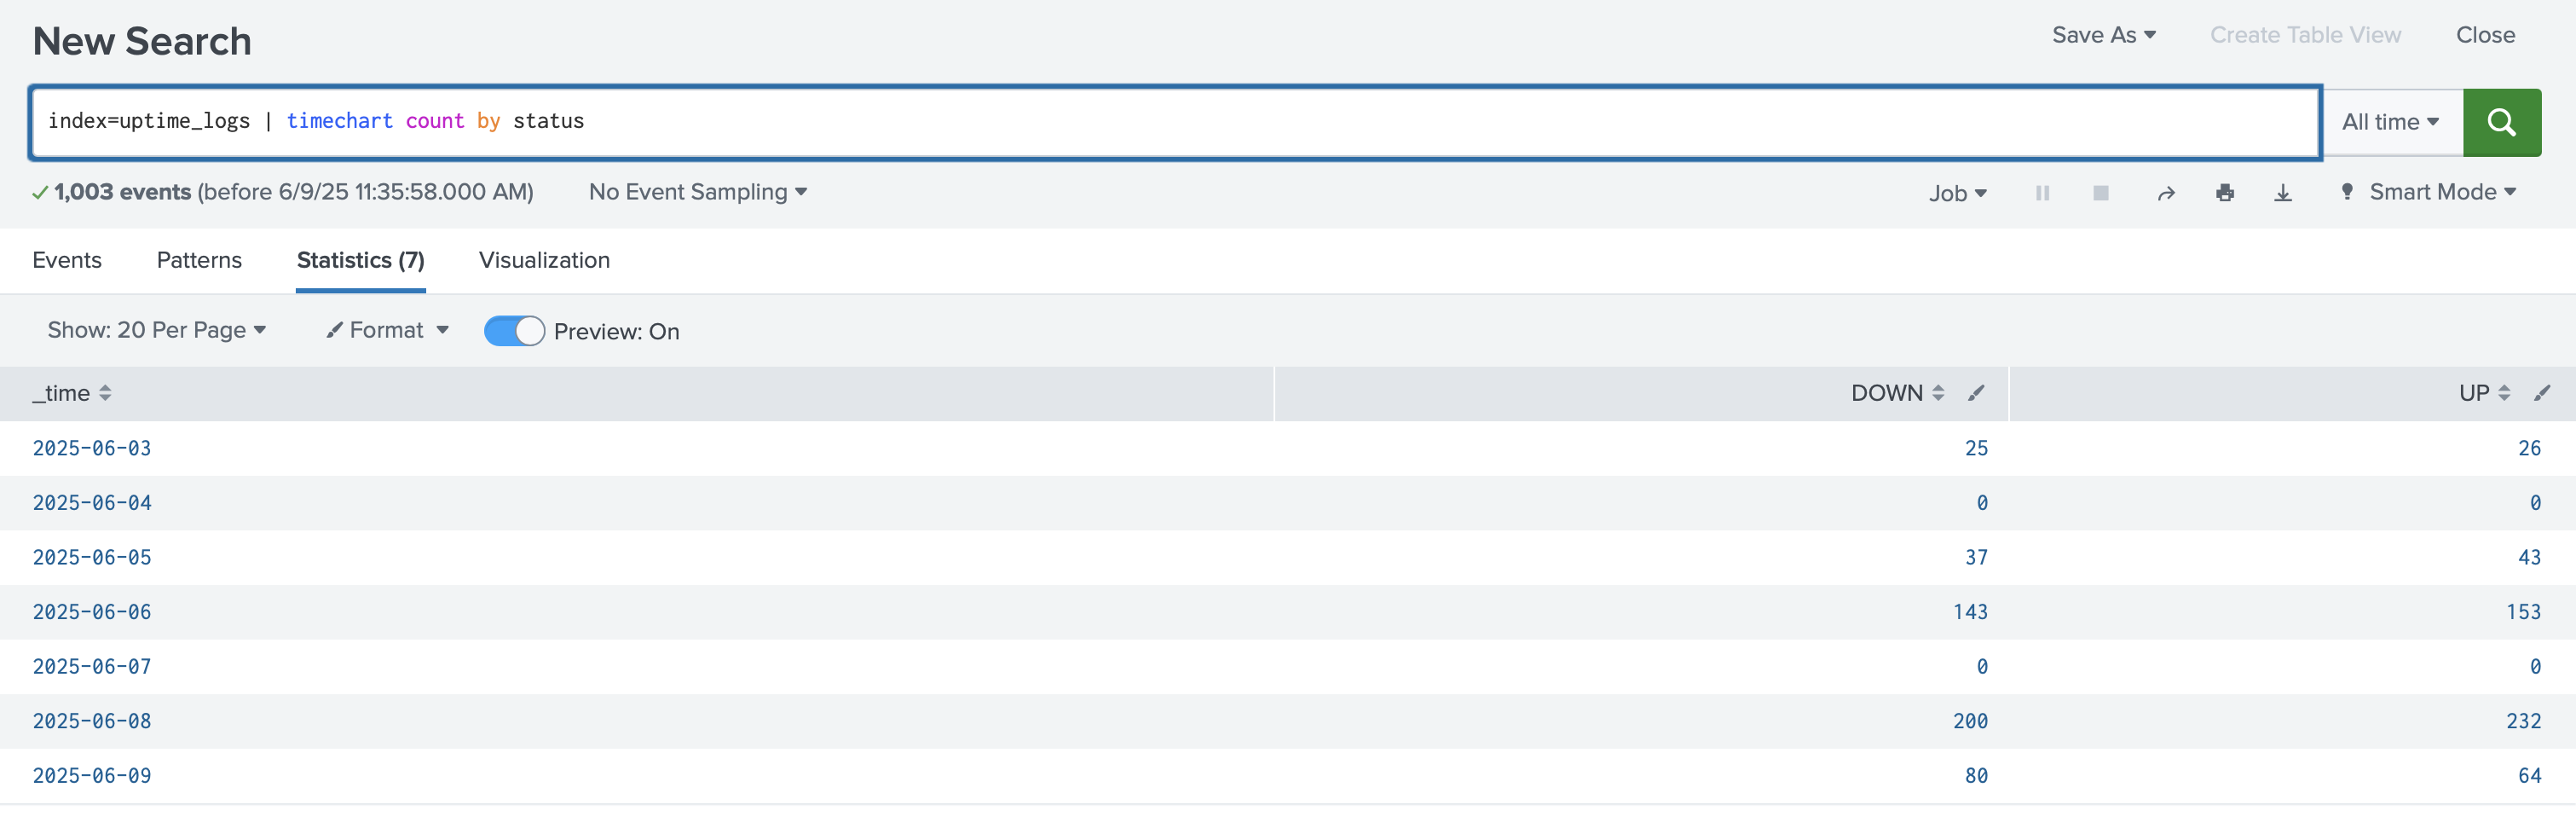 New Search
Save As Create Table View Close
index=uptime_logs | timechart count by status
All time
1,003 events (before 6/9/25 11:35:58.000 AM) No Event Sampling
Job Smart Mode
Events Patterns Statistics (7) Visualization
Show: 20 Per Page Format Preview: On
_time DOWN UP
2025-06-03 25 26
2025-06-04 0 0
2025-06-05 37 43
2025-06-06 143 153
2025-06-07 0 0
2025-06-08 200 232
2025-06-09 80 64